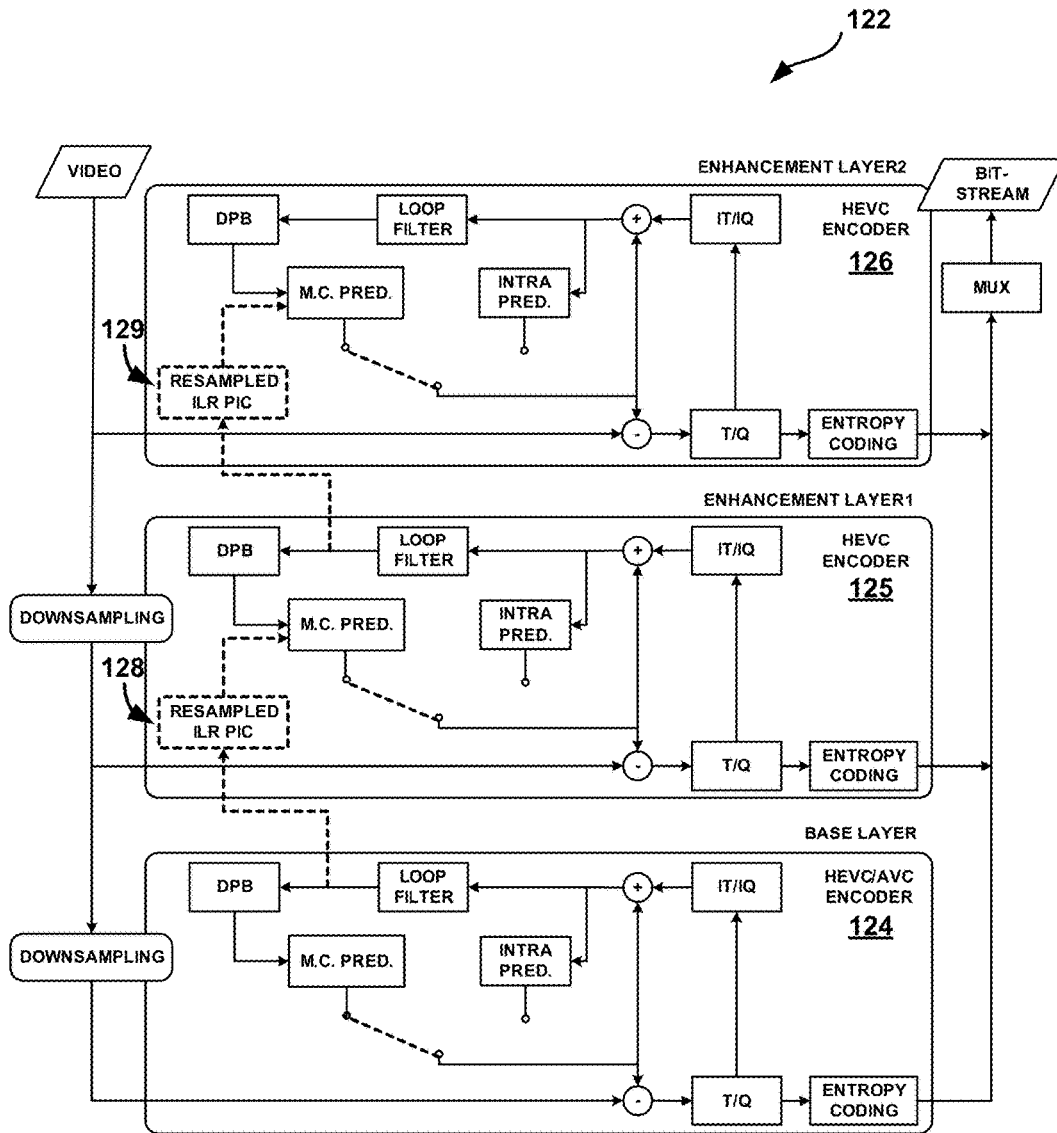 122
VIDEO
ENHANCEMENT LAYER2
BIT-
STREAM
DPB
LOOP
FILTER
+
IT/IQ
HEVC
ENCODER
126
M.C. PRED.
INTRA
PRED.
MUX
129
RESAMPLED
ILR PIC
-
T/Q
ENTROPY
CODING
ENHANCEMENT LAYER1
DPB
LOOP
FILTER
+
IT/IQ
HEVC
ENCODER
125
DOWNSAMPLING
M.C. PRED.
INTRA
PRED.
128
RESAMPLED
ILR PIC
-
T/Q
ENTROPY
CODING
BASE LAYER
DPB
LOOP
FILTER
+
IT/IQ
HEVC/AVC
ENCODER
124
DOWNSAMPLING
M.C. PRED.
INTRA
PRED.
-
T/Q
ENTROPY
CODING